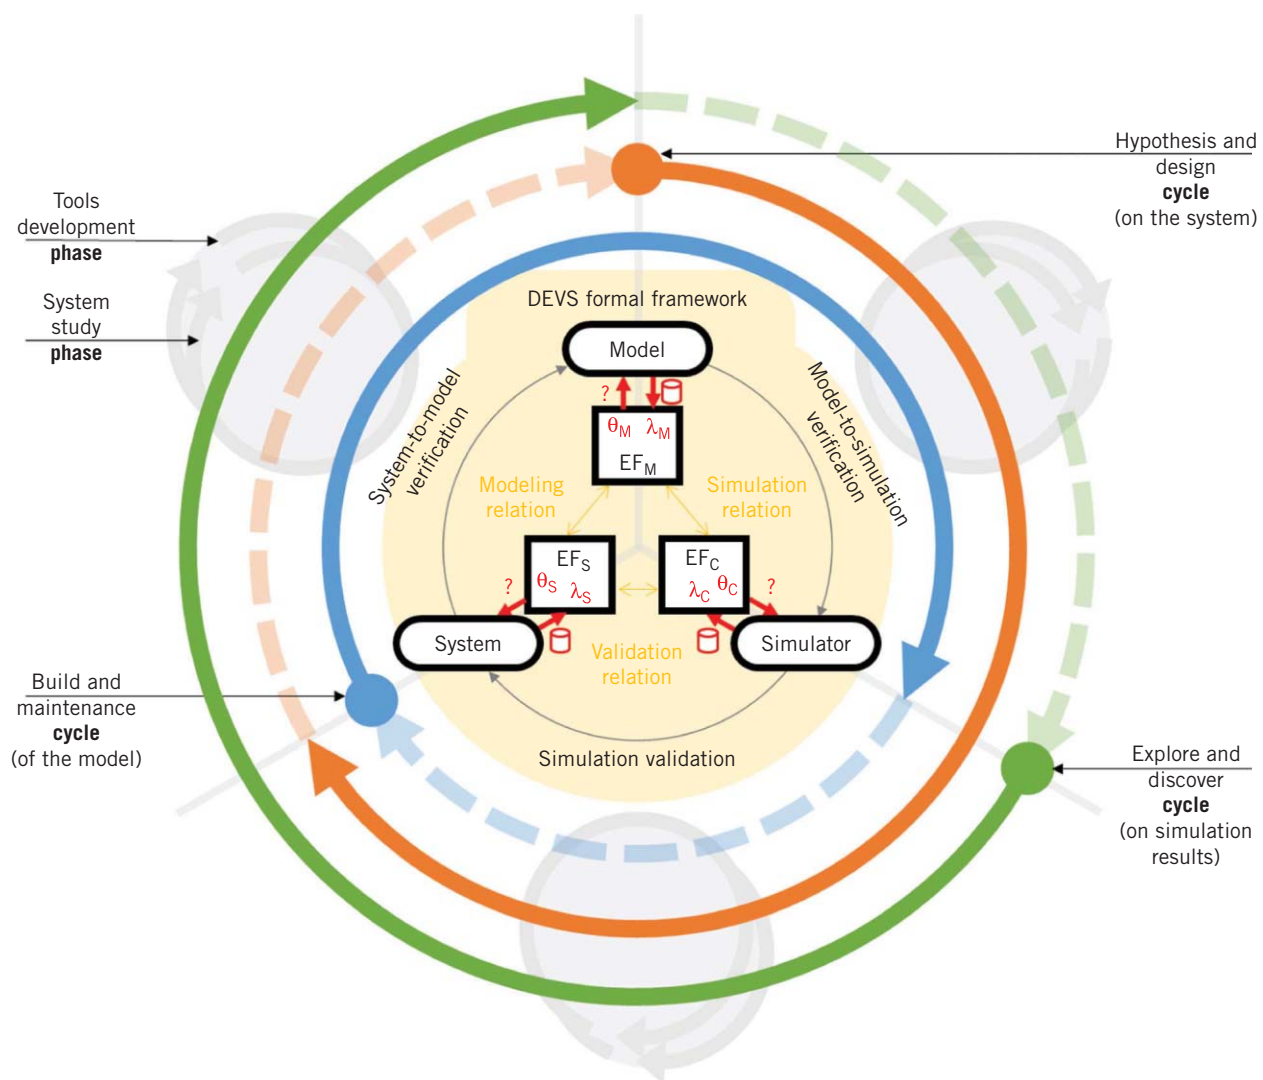 Hypothesis and
design
cycle
(on the system)
Tools
development
phase
System
study
phase
DEVS formal framework
Model
?
θM λM
EFM
System-to-model
verification
Model-to-simulation
verification
Modeling
relation
Simulation
relation
EFS
θS λS
?
EFC
λC θC
?
System
Simulator
Validation
relation
Simulation validation
Build and
maintenance
cycle
(of the model)
Explore and
discover
cycle
(on simulation
results)